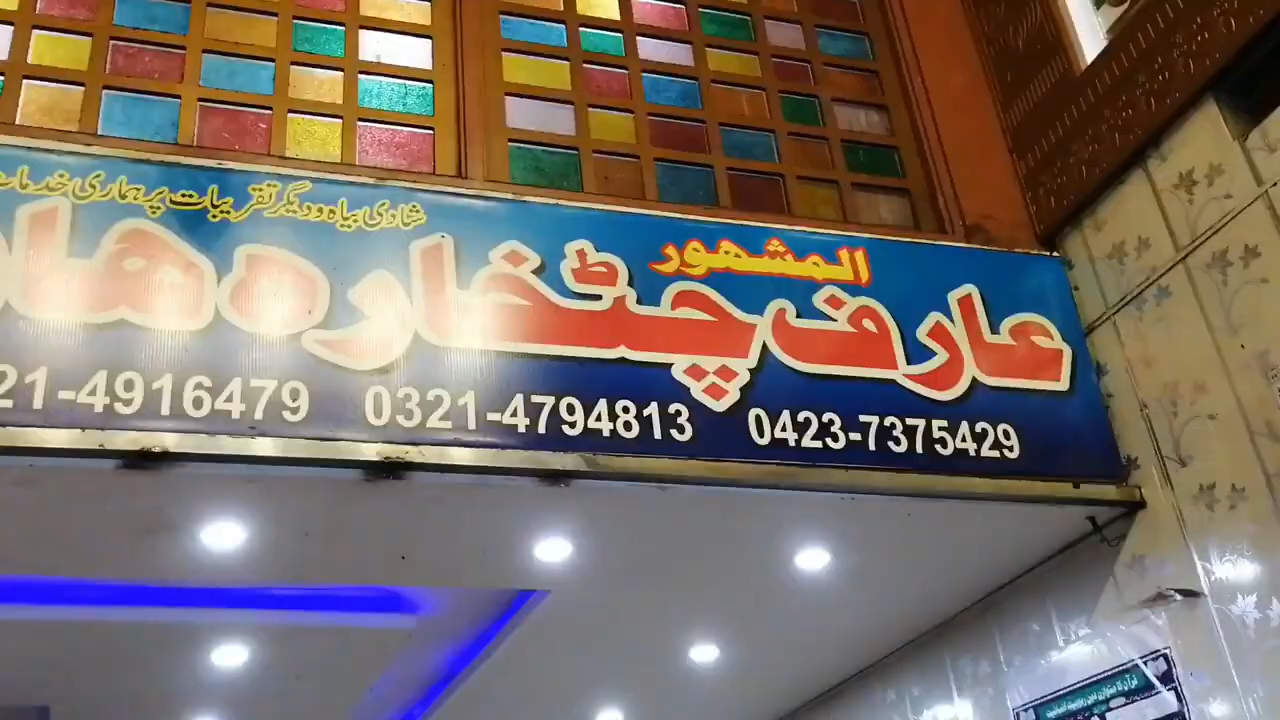 شادی بیاہ و دیگر تقریبات پر ہماری خدمات
المشہور
عارف چٹخارہ
21-4916479 0321-4794813 0423-7375429